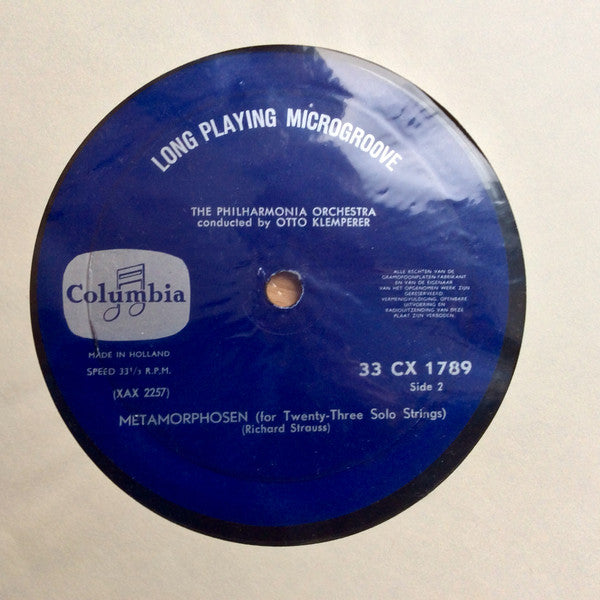 LONG PLAYING MICROGROOVE
THE PHILHARMONIA ORCHESTRA
conducted by OTTO KLEMPERER
Columbia
MADE IN HOLLAND
SPEED 33⅓ R.P.M.
(XAX 2257)
ALLE RECHTEN VAN DE
GRAMOFOONPLATEN-FABRIKANT
EN VAN DE EIGENAAR
VAN HET OPGENOMEN WERK ZIJN
GERESERVEERD.
VERMENIGVULDIGING, OPENBARE
UITVOERING EN
RADIOUITZENDING VAN DEZE
PLAAT ZIJN VERBODEN.
33 CX 1789
Side 2
METAMORPHOSEN (for Twenty-Three Solo Strings)
(Richard Strauss)